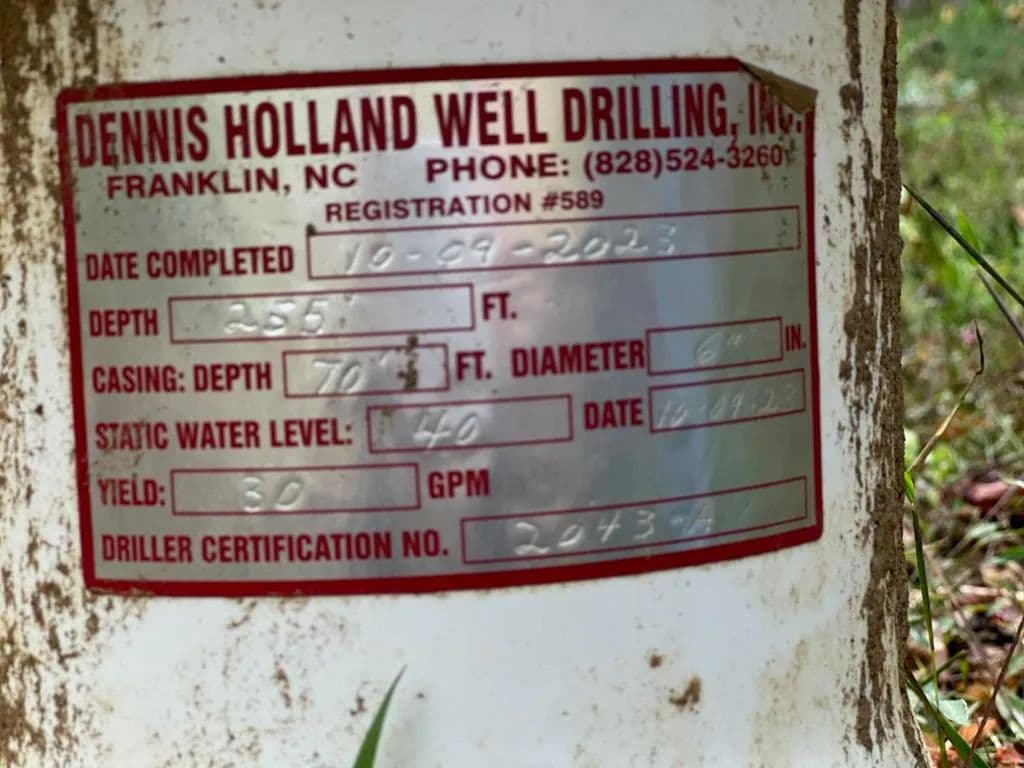 DENNIS HOLLAND WELL DRILLING, INC.
FRANKLIN, NC PHONE: (828)524-3260
REGISTRATION #589
DATE COMPLETED 10-09-2023
DEPTH 255' FT.
CASING: DEPTH 70' FT. DIAMETER 6" IN.
STATIC WATER LEVEL: 40 DATE 10-09-23
YIELD: 30 GPM
DRILLER CERTIFICATION NO. 2043-A